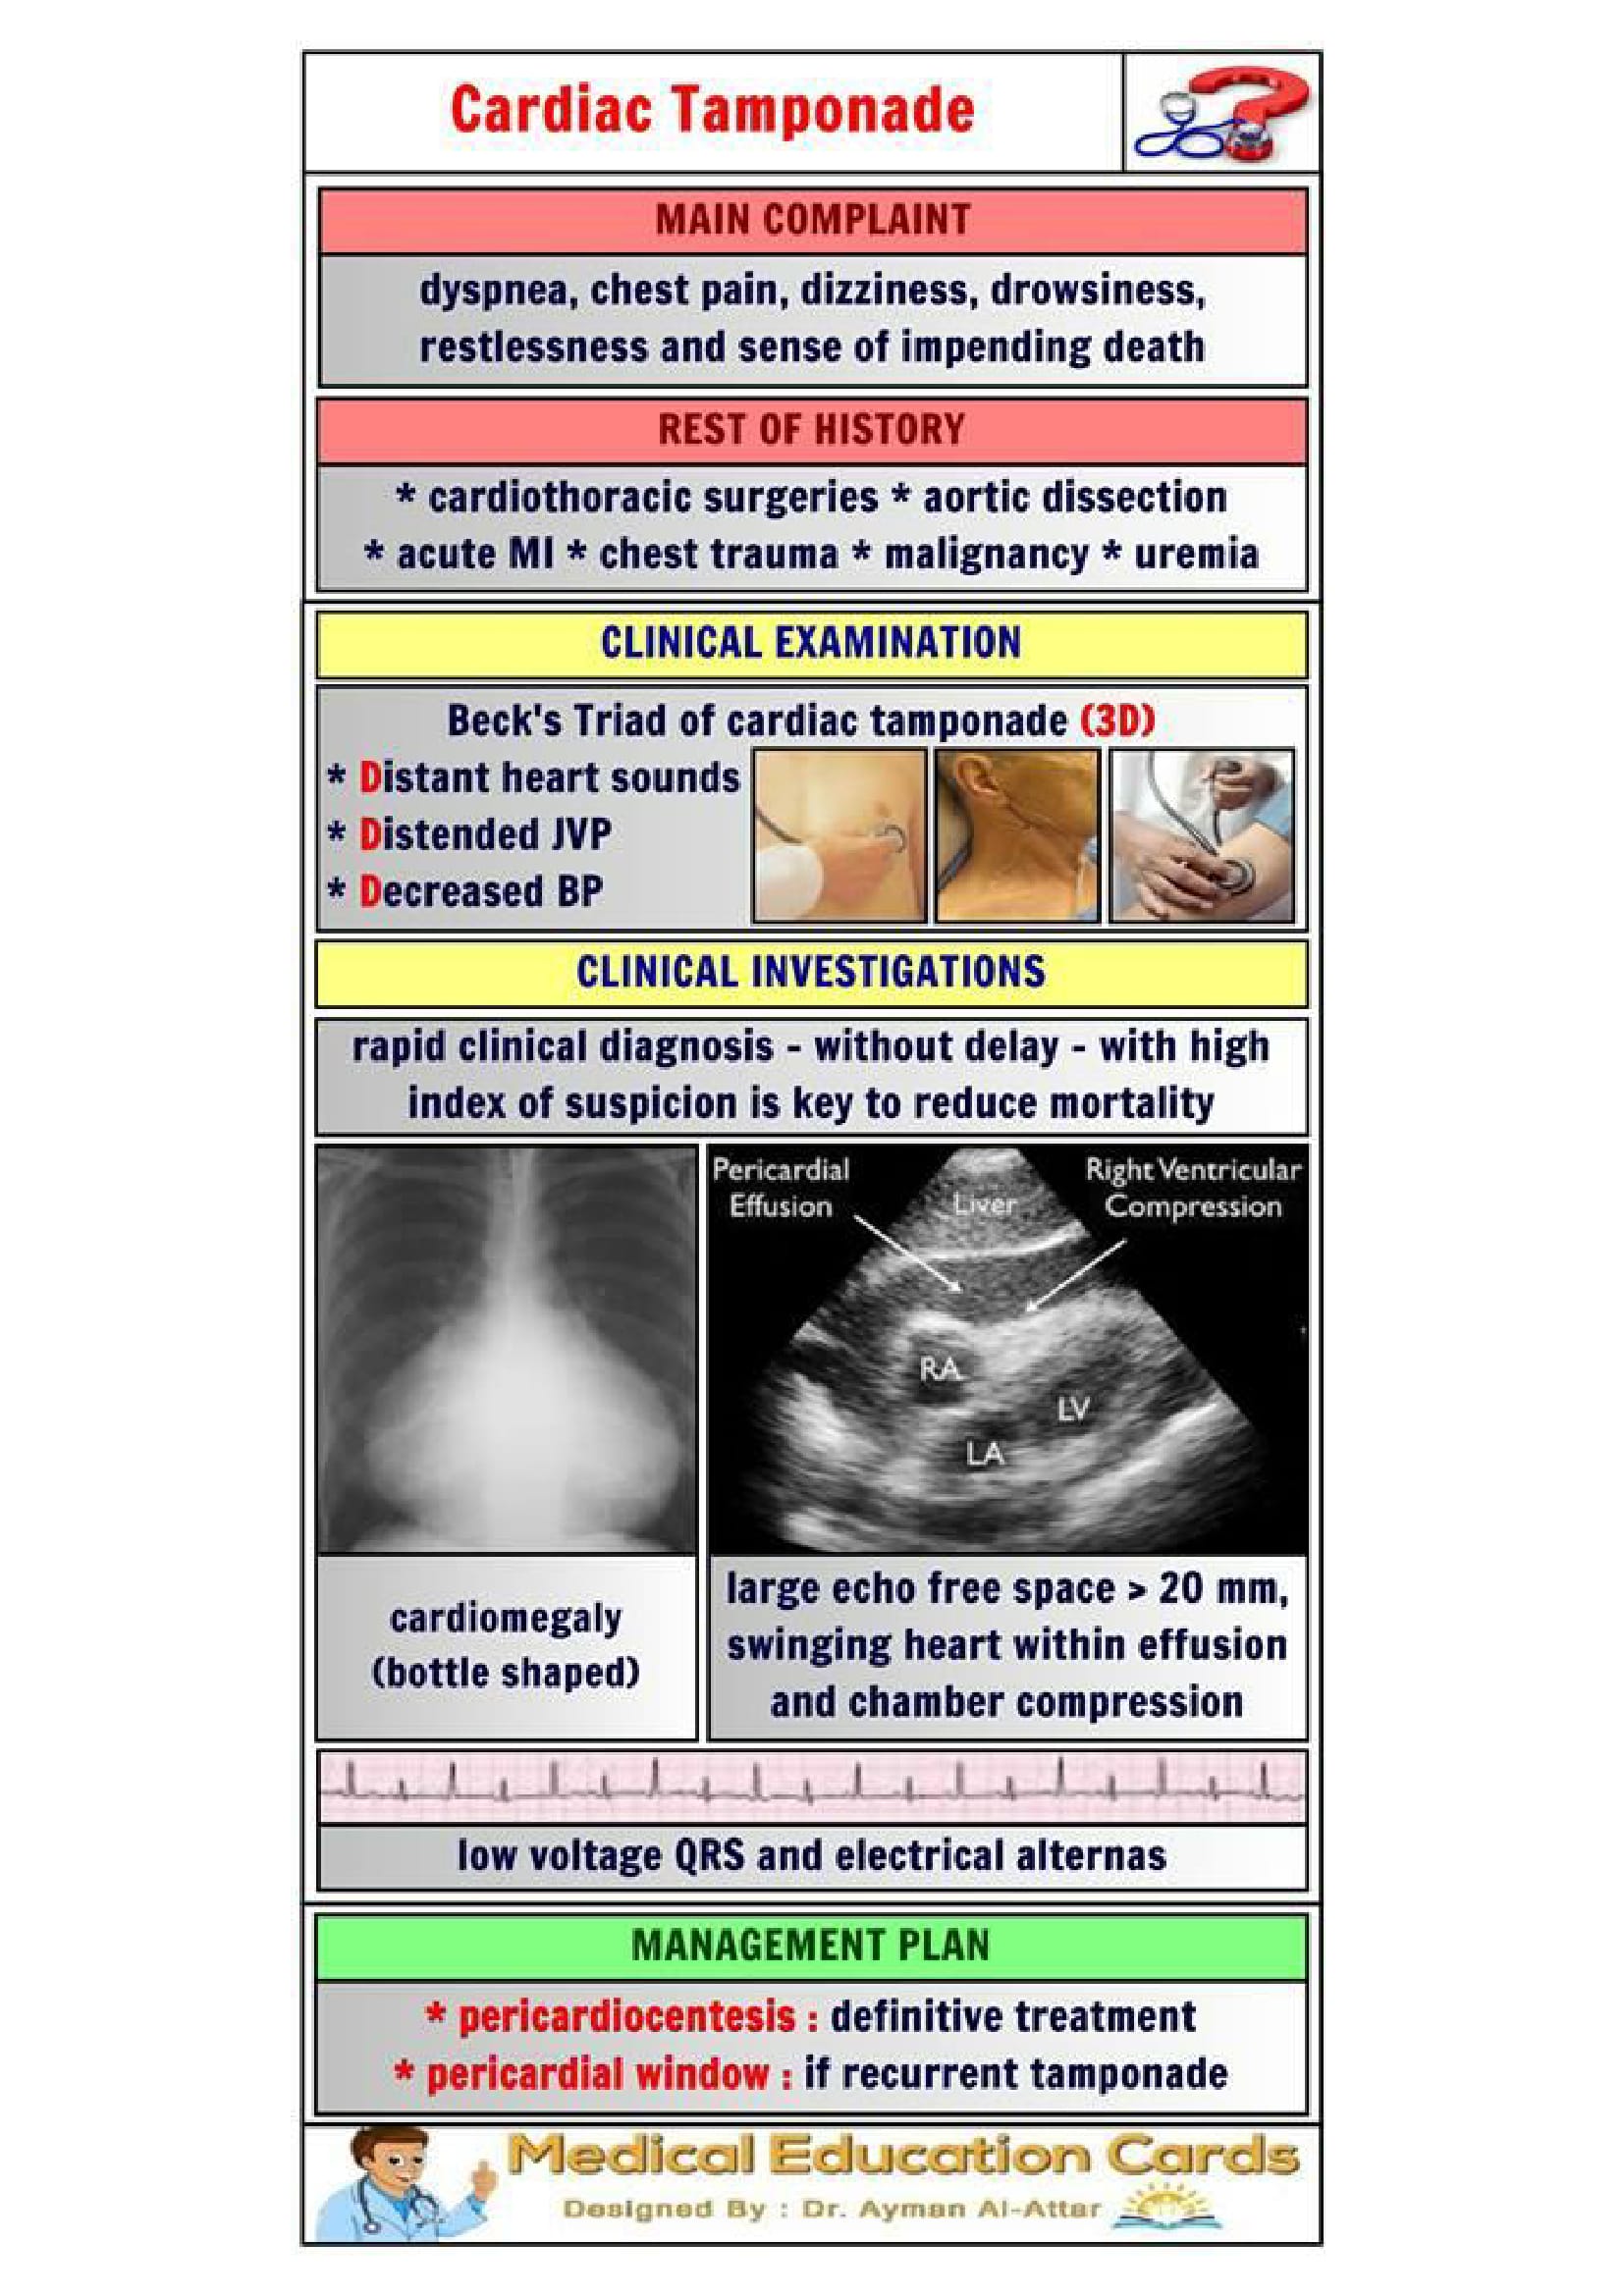 Cardiac Tamponade
MAIN COMPLAINT
dyspnea, chest pain, dizziness, drowsiness,
restlessness and sense of impending death
REST OF HISTORY
* cardiothoracic surgeries * aortic dissection
* acute MI * chest trauma * malignancy * uremia
CLINICAL EXAMINATION
Beck's Triad of cardiac tamponade (3D)
* Distant heart sounds
* Distended JVP
* Decreased BP
CLINICAL INVESTIGATIONS
rapid clinical diagnosis - without delay - with high
index of suspicion is key to reduce mortality
Pericardial
Effusion
Liver
Right Ventricular
Compression
RA
LV
LA
cardiomegaly
(bottle shaped)
large echo free space > 20 mm,
swinging heart within effusion
and chamber compression
low voltage QRS and electrical alternas
MANAGEMENT PLAN
* pericardiocentesis : definitive treatment
* pericardial window : if recurrent tamponade
Medical Education Cards
Designed By : Dr. Ayman Al-Attar